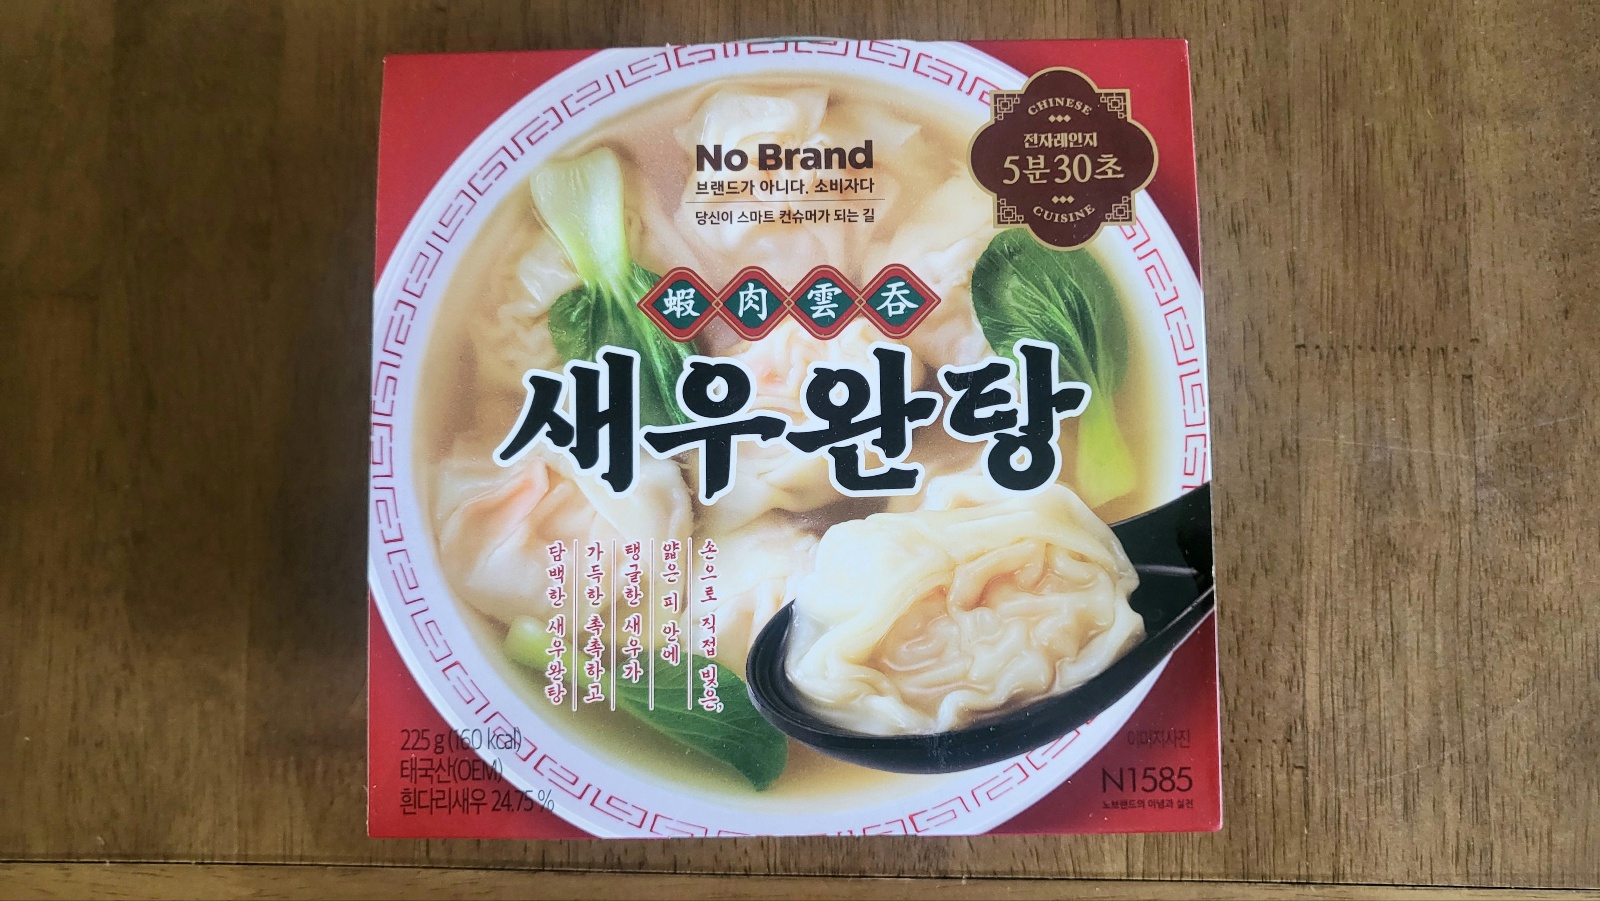 No Brand
브랜드가 아니다. 소비자다
당신이 스마트 컨슈머가 되는 길
CHINESE
전자레인지
5분30초
CUISINE
蝦肉雲呑
새우완탕
손으로 직접 빚은,
얇은 피 안에
탱글한 새우가
가득한 촉촉하고
담백한 새우완탕
225 g (160 kcal)
태국산(OEM)
흰다리새우 24.75 %
이미지사진
N1585
노브랜드의 이념과 실천